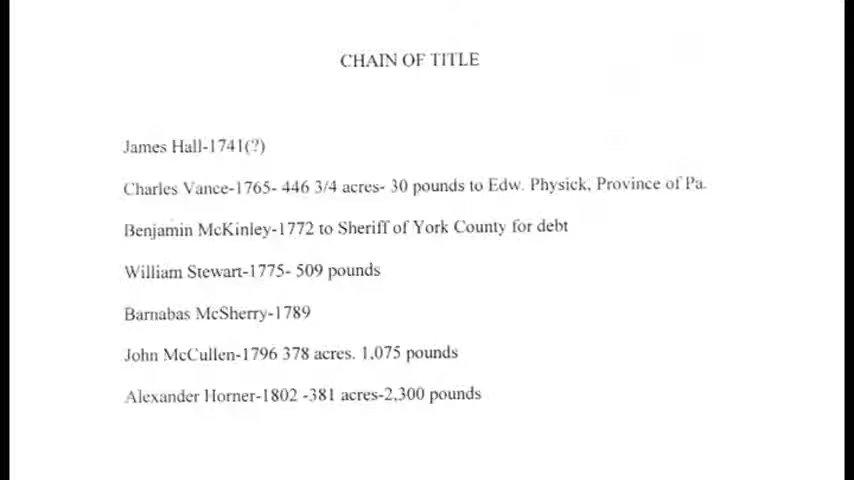 CHAIN OF TITLE
James Hall-1741(?)
Charles Vance-1765- 446 3/4 acres- 30 pounds to Edw. Physick, Province of Pa.
Benjamin McKinley-1772 to Sheriff of York County for debt
William Stewart-1775- 509 pounds
Barnabas McSherry-1789
John McCullen-1796 378 acres. 1,075 pounds
Alexander Horner-1802 -381 acres-2,300 pounds